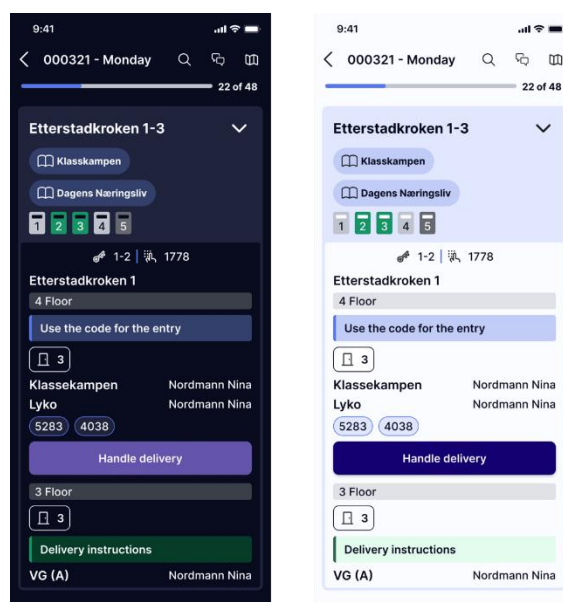 9:41
000321 - Monday
22 of 48
Etterstadkroken 1-3
Klasskampen
Dagens Næringsliv
1 2 3 4 5
1-2 | 1778
Etterstadkroken 1
4 Floor
Use the code for the entry
3
Klassekampen Nordmann Nina
Lyko Nordmann Nina
5283 4038
Handle delivery
3 Floor
3
Delivery instructions
VG (A) Nordmann Nina
9:41
000321 - Monday
22 of 48
Etterstadkroken 1-3
Klasskampen
Dagens Næringsliv
1 2 3 4 5
1-2 | 1778
Etterstadkroken 1
4 Floor
Use the code for the entry
3
Klassekampen Nordmann Nina
Lyko Nordmann Nina
5283 4038
Handle delivery
3 Floor
3
Delivery instructions
VG (A) Nordmann Nina